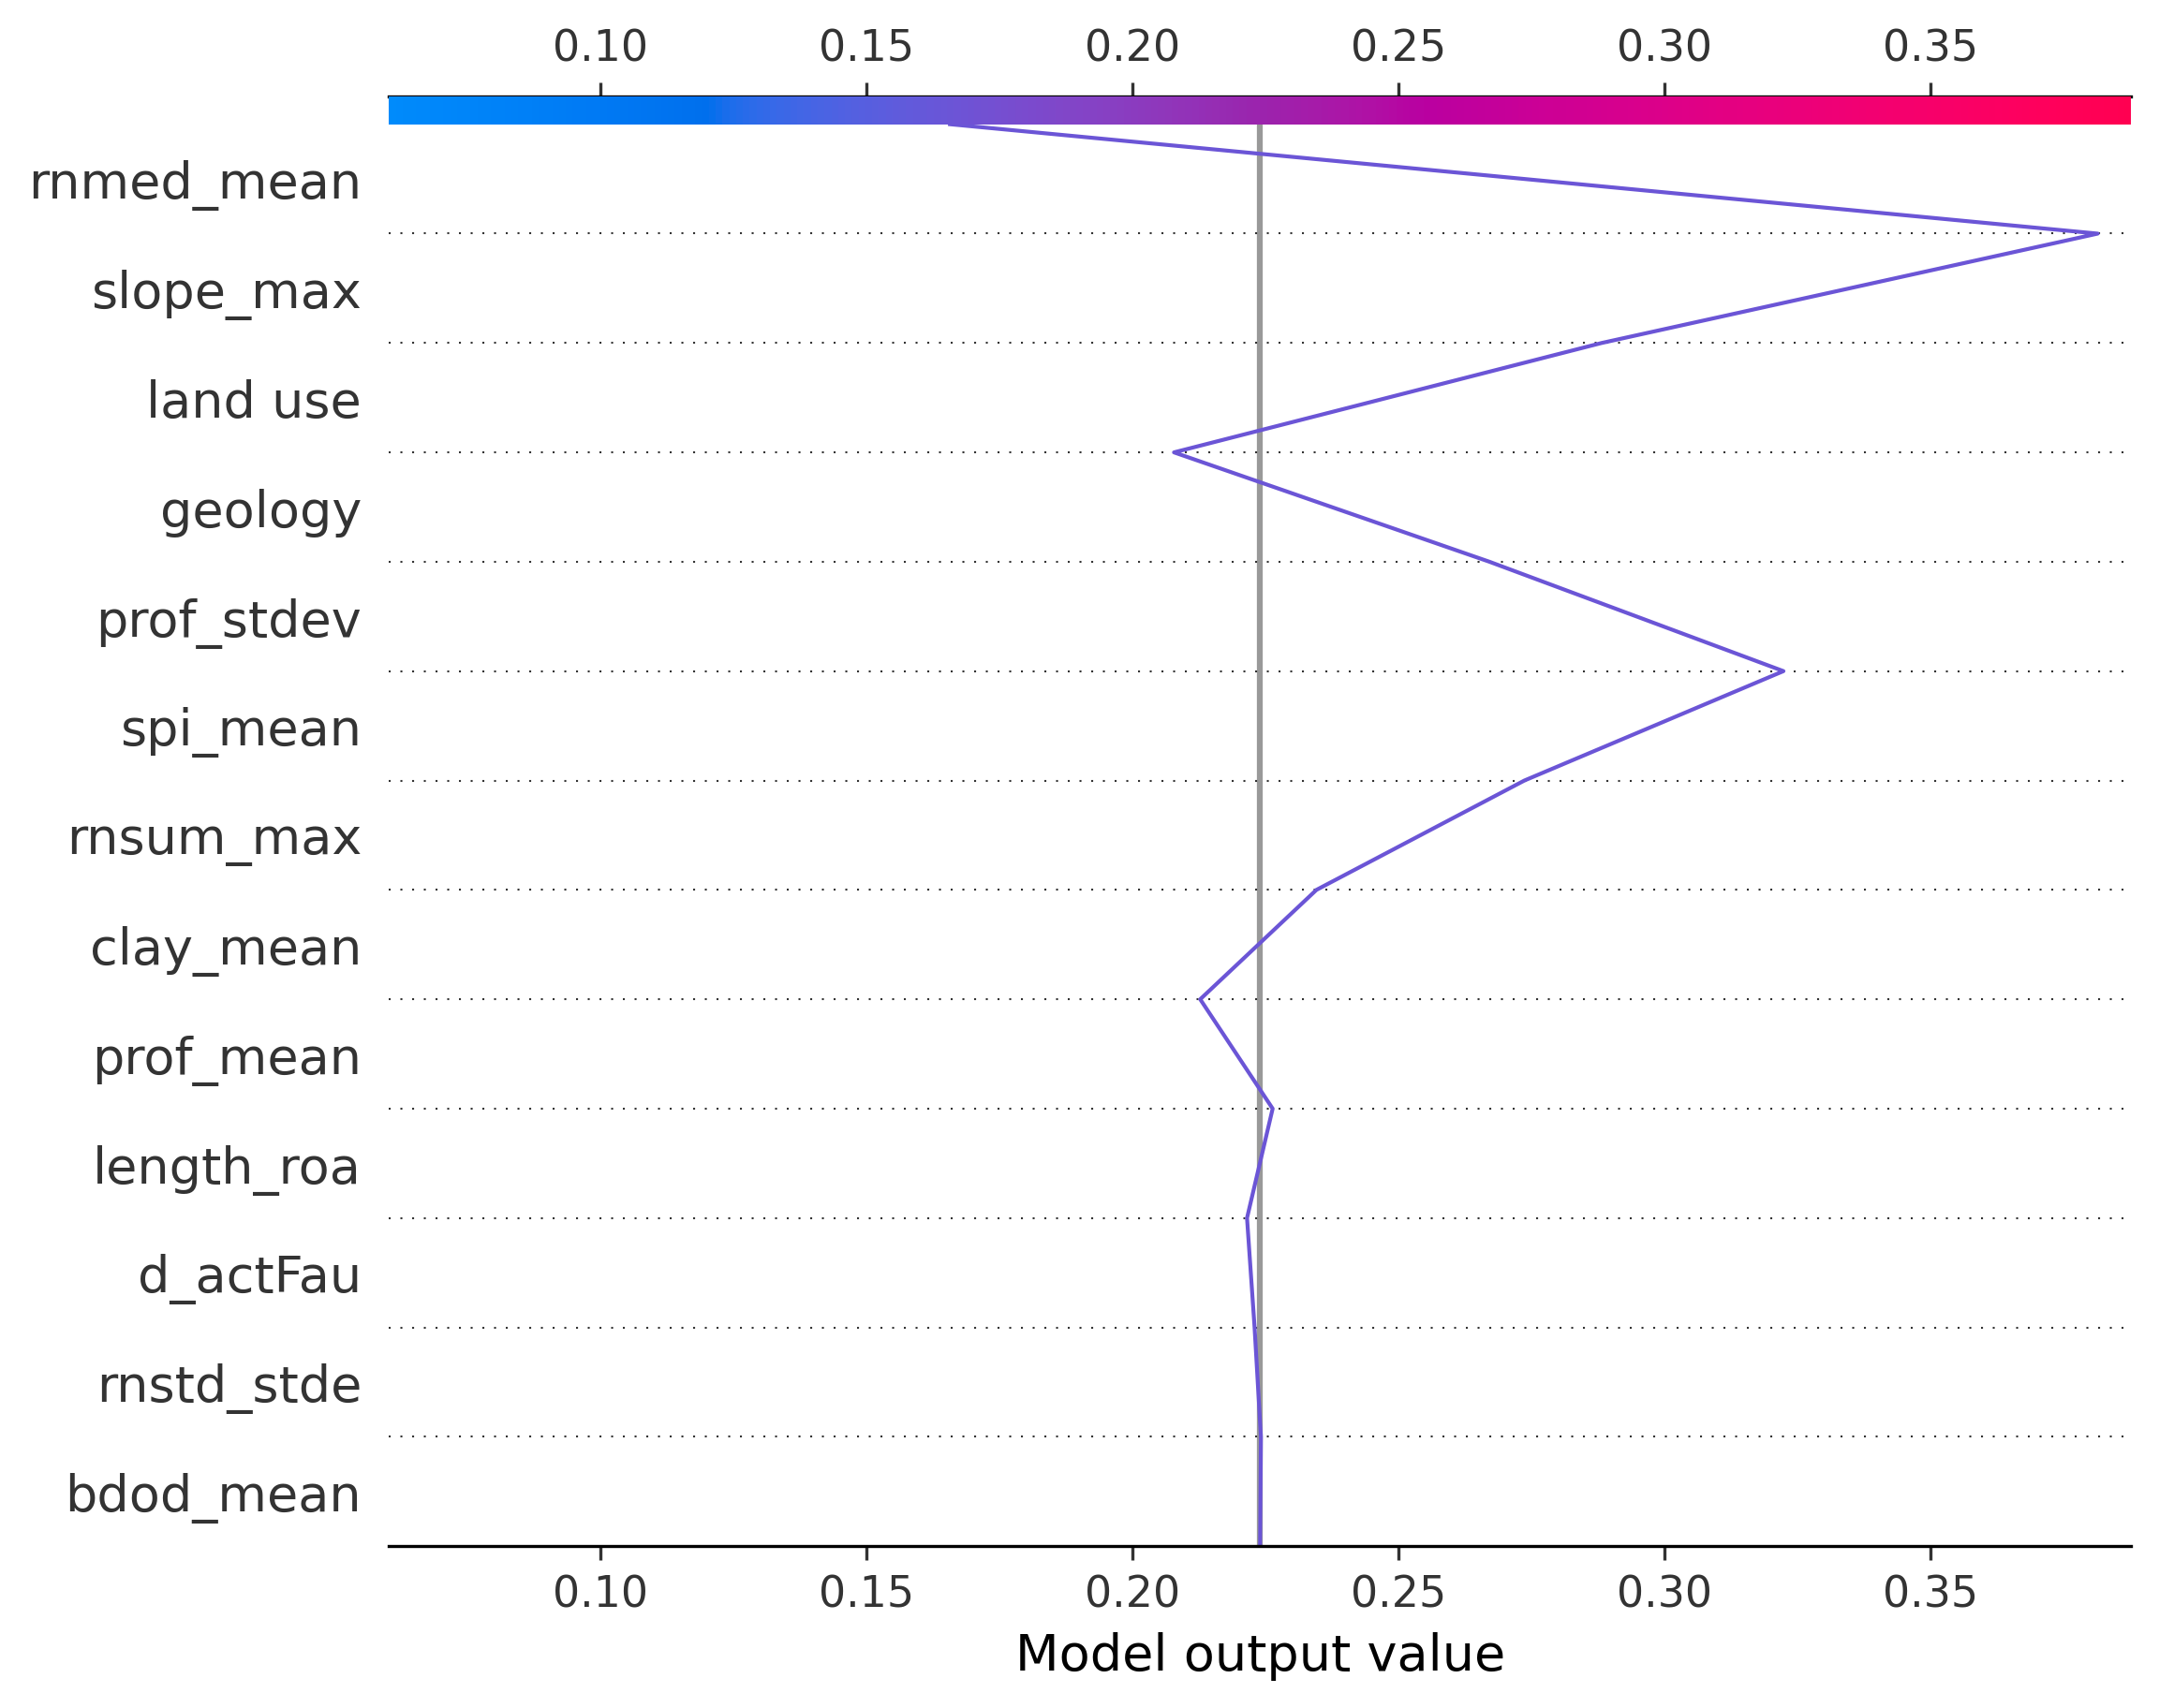 0.10 0.15 0.20 0.25 0.30 0.35
rnmed_mean
slope_max
land use
geology
prof_stdev
spi_mean
rnsum_max
clay_mean
prof_mean
length_roa
d_actFau
rnstd_stde
bdod_mean
0.10 0.15 0.20 0.25 0.30 0.35
Model output value